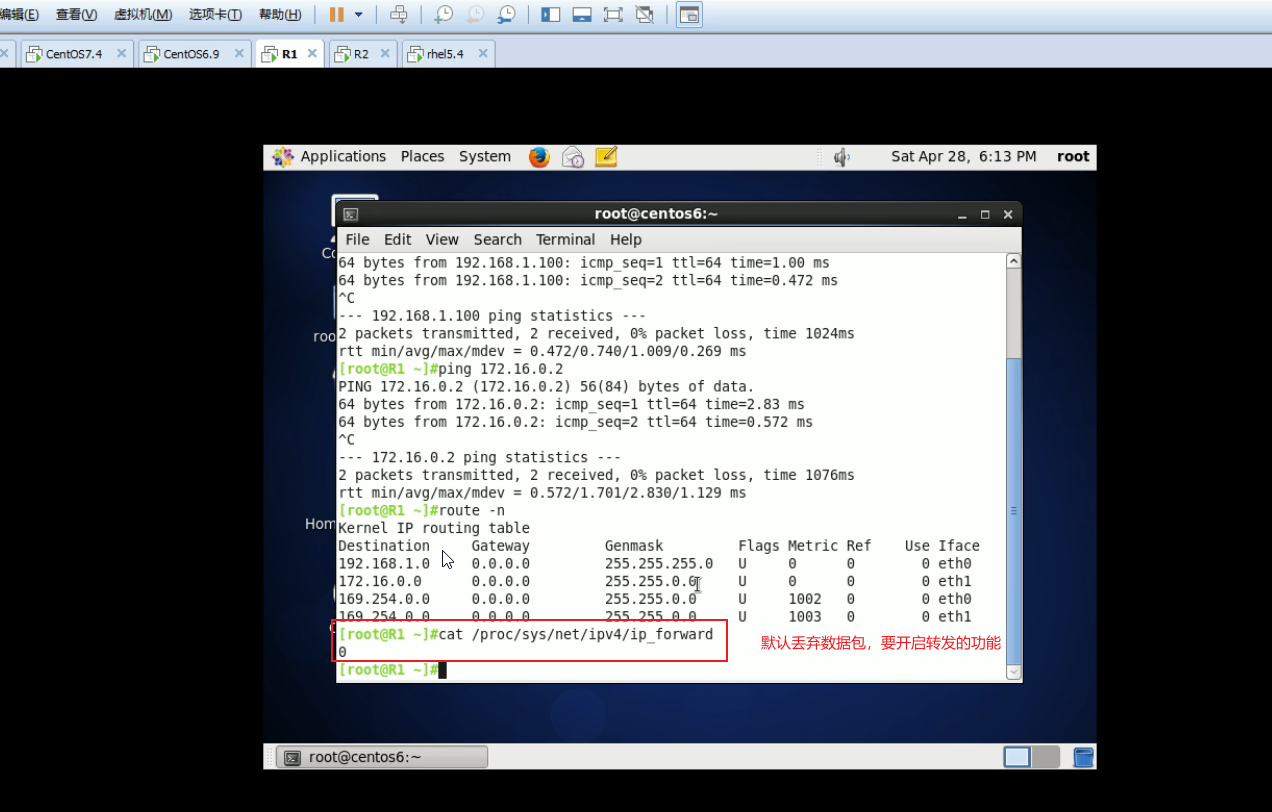 编辑(E) 查看(V) 虚拟机(M) 选项卡(T) 帮助(H)
CentOS7.4 CentOS6.9 R1 R2 rhel5.4
Applications Places System Sat Apr 28, 6:13 PM root
root@centos6:~
File Edit View Search Terminal Help
64 bytes from 192.168.1.100: icmp_seq=1 ttl=64 time=1.00 ms
64 bytes from 192.168.1.100: icmp_seq=2 ttl=64 time=0.472 ms
^C
--- 192.168.1.100 ping statistics ---
2 packets transmitted, 2 received, 0% packet loss, time 1024ms
rtt min/avg/max/mdev = 0.472/0.740/1.009/0.269 ms
[root@R1 ~]#ping 172.16.0.2
PING 172.16.0.2 (172.16.0.2) 56(84) bytes of data.
64 bytes from 172.16.0.2: icmp_seq=1 ttl=64 time=2.83 ms
64 bytes from 172.16.0.2: icmp_seq=2 ttl=64 time=0.572 ms
^C
--- 172.16.0.2 ping statistics ---
2 packets transmitted, 2 received, 0% packet loss, time 1076ms
rtt min/avg/max/mdev = 0.572/1.701/2.830/1.129 ms
[root@R1 ~]#route -n
Kernel IP routing table
Destination Gateway Genmask Flags Metric Ref Use Iface
192.168.1.0 0.0.0.0 255.255.255.0 U 0 0 0 eth0
172.16.0.0 0.0.0.0 255.255.0.0 U 0 0 0 eth1
169.254.0.0 0.0.0.0 255.255.0.0 U 1002 0 0 eth0
169.254.0.0 0.0.0.0 255.255.0.0 U 1003 0 0 eth1
[root@R1 ~]#cat /proc/sys/net/ipv4/ip_forward
默认丢弃数据包，要开启转发的功能
0
[root@R1 ~]#
root@centos6:~